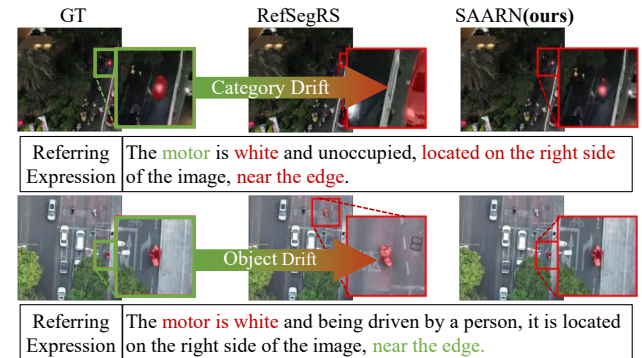 GT RefSegRS SAARN(ours)
Category Drift
Referring Expression The motor is white and unoccupied, located on the right side
of the image, near the edge.
Object Drift
Referring Expression The motor is white and being driven by a person, it is located
on the right side of the image, near the edge.